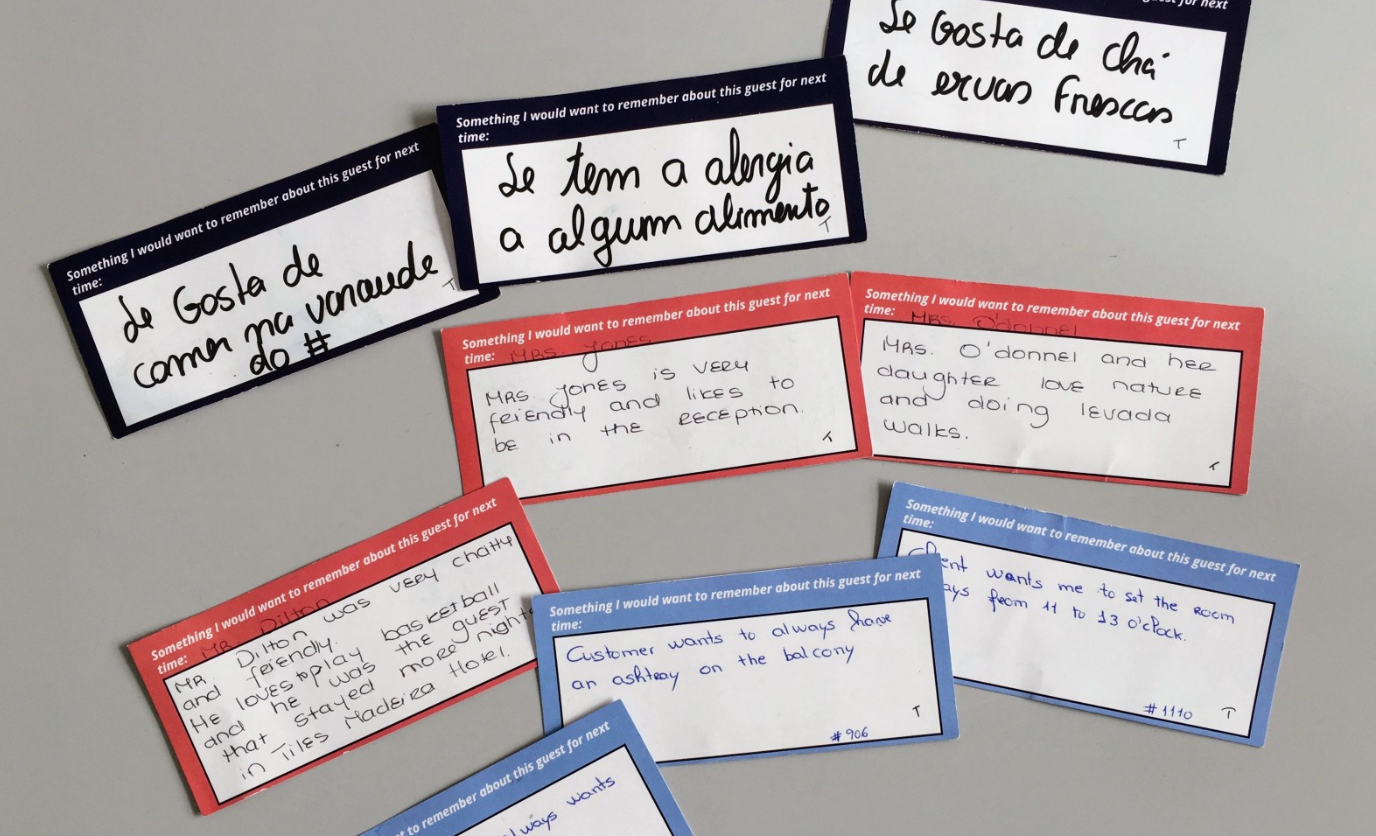 guest for next
Se Gosta de chá
de ervas Frescas
T
Something I would want to remember about this guest for next
time:
Se tem a alergia
a algum alimento
T
Something I would want to remember about this guest for next
time:
Se Gosta de
comer na varanda
do #
T
Something I would want to remember about this guest for next
time: MRS. Jones
MRS. Jones is very
friendly and likes to
be in the reception.
T
Something I would want to remember about this guest for next
time: MRS. O'donnel
MRS. O'donnel and her
daughter love nature
and doing levada
walks.
T
Something I would want to remember about this guest for next
time: MR. Dilton
MR. Dilton was very chatty
and friendly.
He loves to play basketball
and he was the guest
that stayed more nights
in Tiles Madeira Hotel.
Something I would want to remember about this guest for next
time:
Customer wants to always have
an ashtray on the balcony
#906
T
Something I would want to remember about this guest for next
time:
wants me to set the room
from 11 to 13 o'clock.
#1110
T
to remember about this guest for next
always wants